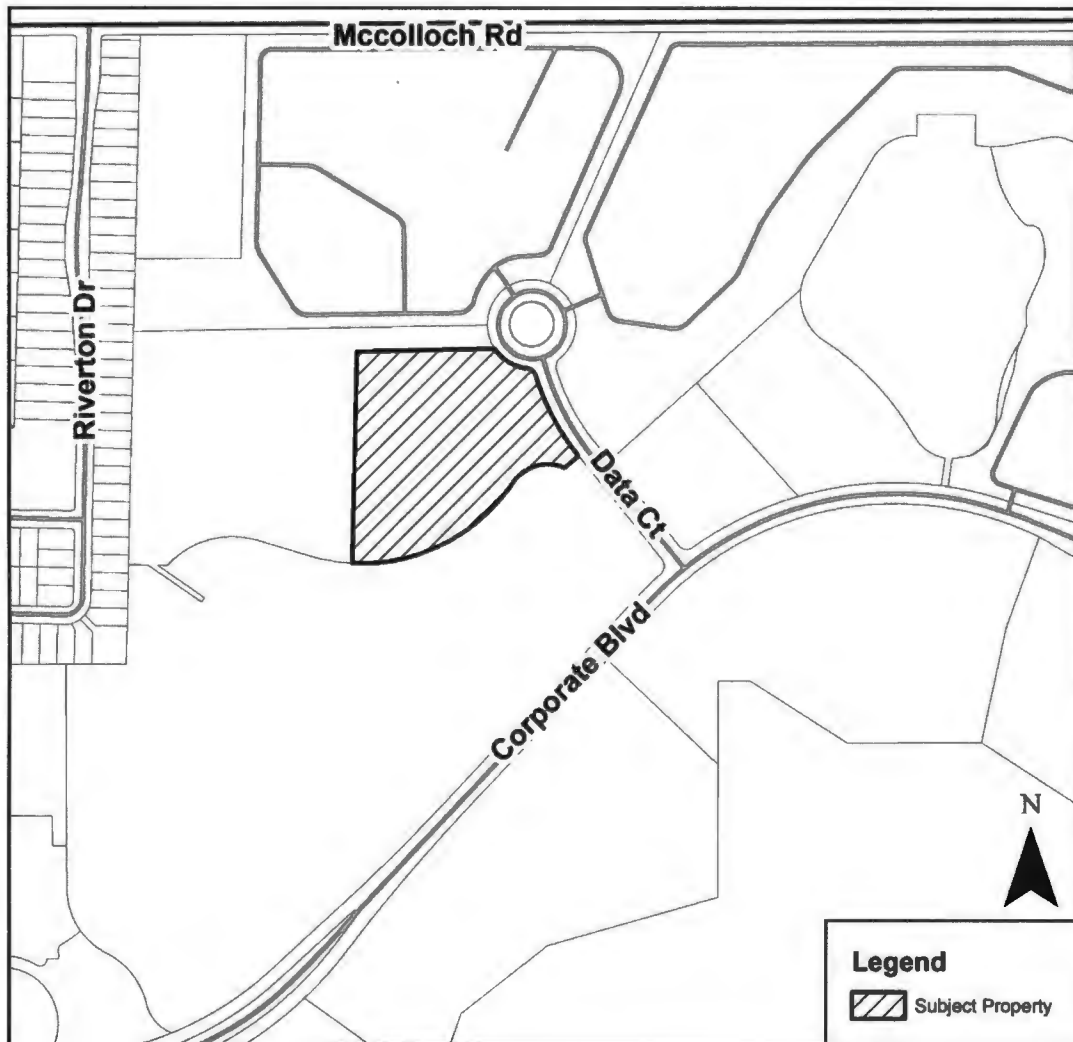 Mccolloch Rd
Riverton Dr
Data Ct
Corporate Blvd
N
Legend
Subject Property